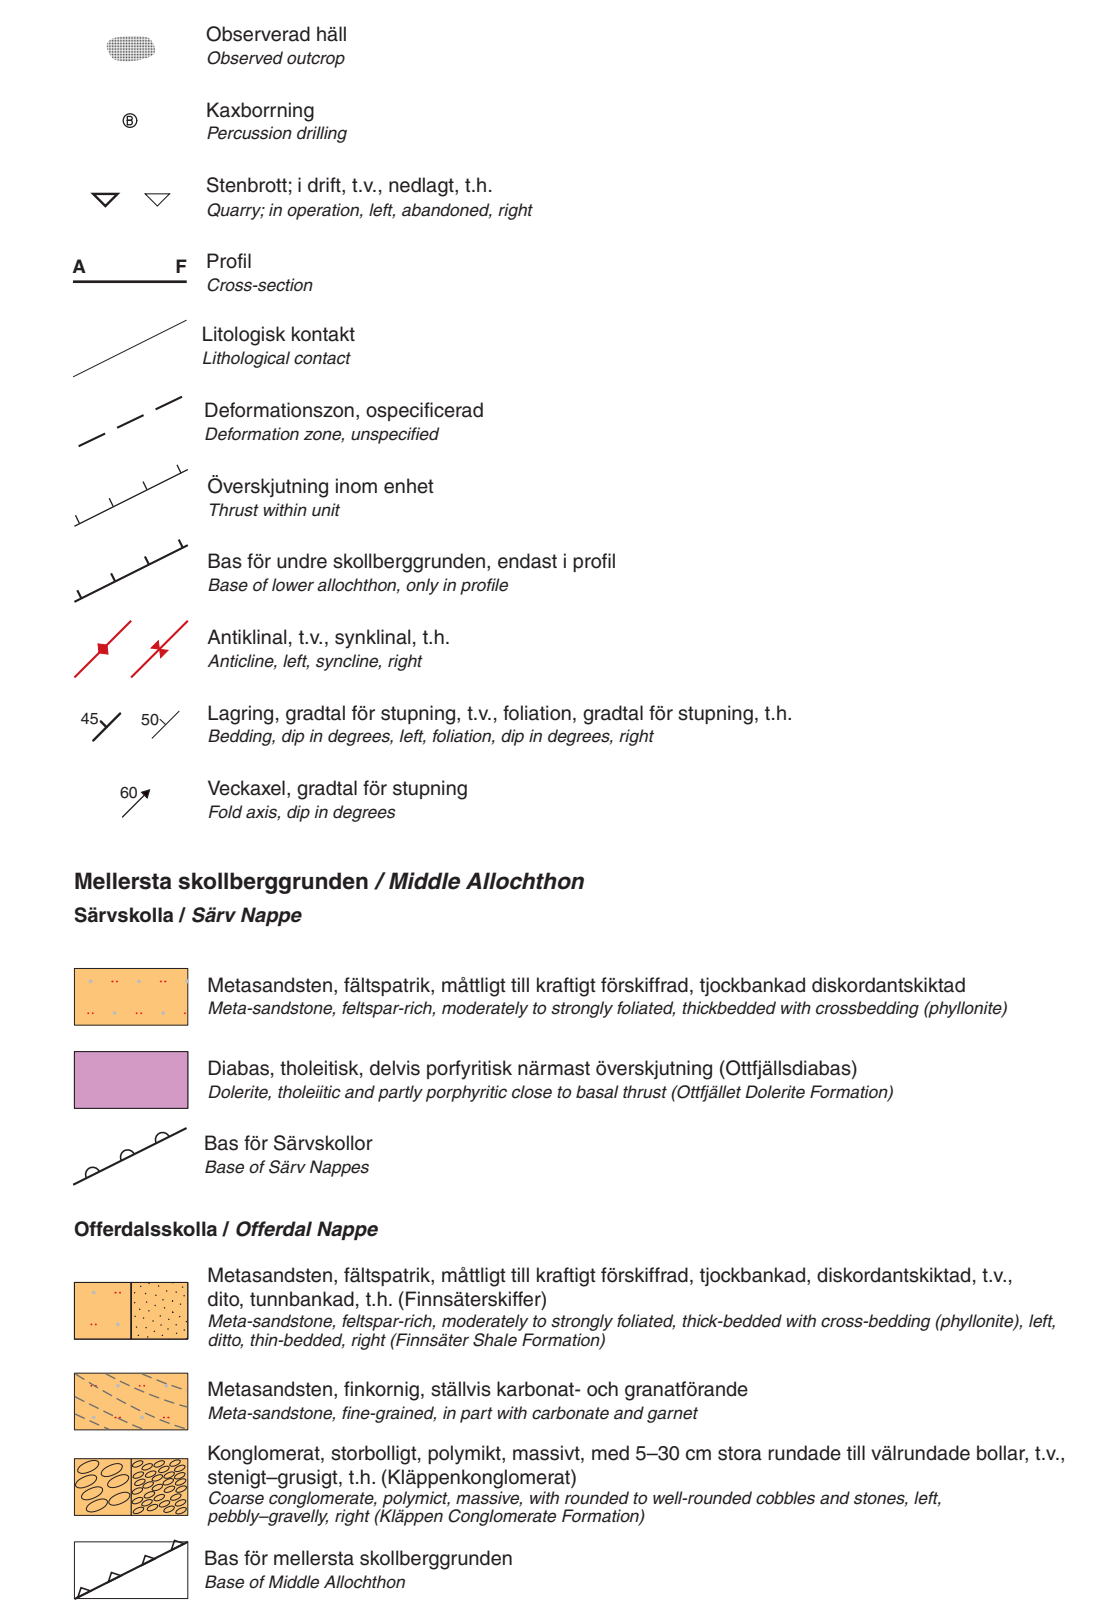 Observerad häll
Observed outcrop
B
Kaxborrning
Percussion drilling
Stenbrott; i drift, t.v., nedlagt, t.h.
Quarry; in operation, left, abandoned, right
A F Profil
Cross-section
Litologisk kontakt
Lithological contact
Deformationszon, ospecificerad
Deformation zone, unspecified
Överskjutning inom enhet
Thrust within unit
Bas för undre skollberggrunden, endast i profil
Base of lower allochthon, only in profile
Antiklinal, t.v., synklinal, t.h.
Anticline, left, syncline, right
45 50 Lagring, gradtal för stupning, t.v., foliation, gradtal för stupning, t.h.
Bedding, dip in degrees, left, foliation, dip in degrees, right
60 Veckaxel, gradtal för stupning
Fold axis, dip in degrees
Mellersta skollberggrunden / Middle Allochthon
Särvskolla / Särv Nappe
Metasandsten, fältspatrik, måttligt till kraftigt förskiffrad, tjockbankad diskordantskiktad
Meta-sandstone, feltspar-rich, moderately to strongly foliated, thickbedded with crossbedding (phyllonite)
Diabas, tholeitisk, delvis porfyritisk närmast överskjutning (Ottfjällsdiabas)
Dolerite, tholeiitic and partly porphyritic close to basal thrust (Ottfjället Dolerite Formation)
Bas för Särvskollor
Base of Särv Nappes
Offerdalsskolla / Offerdal Nappe
Metasandsten, fältspatrik, måttligt till kraftigt förskiffrad, tjockbankad, diskordantskiktad, t.v.,
dito, tunnbankad, t.h. (Finnsäterskiffer)
Meta-sandstone, feltspar-rich, moderately to strongly foliated, thick-bedded with cross-bedding (phyllonite), left,
ditto, thin-bedded, right (Finnsäter Shale Formation)
Metasandsten, finkornig, ställvis karbonat- och granatförande
Meta-sandstone, fine-grained, in part with carbonate and garnet
Konglomerat, storbolligt, polymikt, massivt, med 5–30 cm stora rundade till välrundade bollar, t.v.,
stenigt–grusigt, t.h. (Kläppenkonglomerat)
Coarse conglomerate, polymict, massive, with rounded to well-rounded cobbles and stones, left,
pebbly–gravelly, right (Kläppen Conglomerate Formation)
Bas för mellersta skollberggrunden
Base of Middle Allochthon